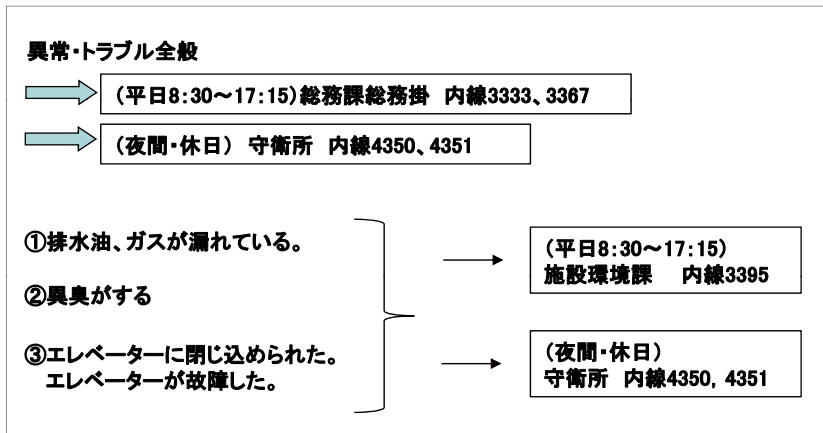 異常・トラブル全般
（平日8：30～17：15）総務課総務掛　内線3333、3367
（夜間・休日）　守衛所　内線4350、4351
①排水油、ガスが漏れている。
②異臭がする
③エレベーターに閉じ込められた。
エレベーターが故障した。
（平日8：30～17：15）
施設環境課　内線3395
（夜間・休日）
守衛所　内線4350，4351